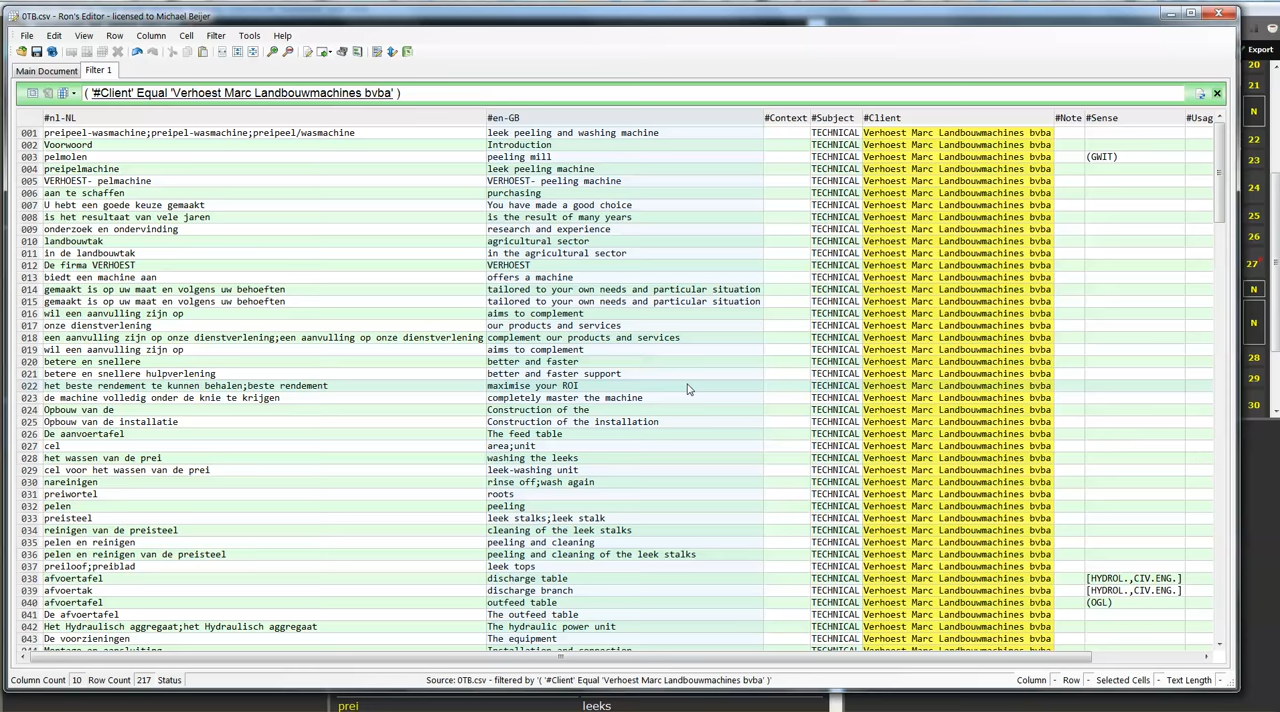 0TB.csv - Ron's Editor - licensed to Michael Beijer
File Edit View Row Column Cell Filter Tools Help
Export
Main Document Filter 1
( '#Client' Equal 'Verhoest Marc Landbouwmachines bvba' )
#nl-NL #en-GB #Context #Subject #Client #Note #Sense #Usag
001 preipeel-wasmachine;preipel-wasmachine;preipeel/wasmachine leek peeling and washing machine TECHNICAL Verhoest Marc Landbouwmachines bvba
002 Voorwoord Introduction TECHNICAL Verhoest Marc Landbouwmachines bvba
003 pelmolen peeling mill TECHNICAL Verhoest Marc Landbouwmachines bvba (GWIT)
004 preipelmachine leek peeling machine TECHNICAL Verhoest Marc Landbouwmachines bvba
005 VERHOEST- pelmachine VERHOEST- peeling machine TECHNICAL Verhoest Marc Landbouwmachines bvba
006 aan te schaffen purchasing TECHNICAL Verhoest Marc Landbouwmachines bvba
007 U hebt een goede keuze gemaakt You have made a good choice TECHNICAL Verhoest Marc Landbouwmachines bvba
008 is het resultaat van vele jaren is the result of many years TECHNICAL Verhoest Marc Landbouwmachines bvba
009 onderzoek en ondervinding research and experience TECHNICAL Verhoest Marc Landbouwmachines bvba
010 landbouwtak agricultural sector TECHNICAL Verhoest Marc Landbouwmachines bvba
011 in de landbouwtak in the agricultural sector TECHNICAL Verhoest Marc Landbouwmachines bvba
012 De firma VERHOEST VERHOEST TECHNICAL Verhoest Marc Landbouwmachines bvba
013 biedt een machine aan offers a machine TECHNICAL Verhoest Marc Landbouwmachines bvba
014 gemaakt is op uw maat en volgens uw behoeften tailored to your own needs and particular situation TECHNICAL Verhoest Marc Landbouwmachines bvba
015 gemaakt is op uw maat en volgens uw behoeften tailored to your own needs and particular situation TECHNICAL Verhoest Marc Landbouwmachines bvba
016 wil een aanvulling zijn op aims to complement TECHNICAL Verhoest Marc Landbouwmachines bvba
017 onze dienstverlening our products and services TECHNICAL Verhoest Marc Landbouwmachines bvba
018 een aanvulling zijn op onze dienstverlening;een aanvulling op onze dienstverlening complement our products and services TECHNICAL Verhoest Marc Landbouwmachines bvba
019 wil een aanvulling zijn op aims to complement TECHNICAL Verhoest Marc Landbouwmachines bvba
020 betere en snellere better and faster TECHNICAL Verhoest Marc Landbouwmachines bvba
021 betere en snellere hulpverlening better and faster support TECHNICAL Verhoest Marc Landbouwmachines bvba
022 het beste rendement te kunnen behalen;beste rendement maximise your ROI TECHNICAL Verhoest Marc Landbouwmachines bvba
023 de machine volledig onder de knie te krijgen completely master the machine TECHNICAL Verhoest Marc Landbouwmachines bvba
024 Opbouw van de Construction of the TECHNICAL Verhoest Marc Landbouwmachines bvba
025 Opbouw van de installatie Construction of the installation TECHNICAL Verhoest Marc Landbouwmachines bvba
026 De aanvoertafel The feed table TECHNICAL Verhoest Marc Landbouwmachines bvba
027 cel area;unit TECHNICAL Verhoest Marc Landbouwmachines bvba
028 het wassen van de prei washing the leeks TECHNICAL Verhoest Marc Landbouwmachines bvba
029 cel voor het wassen van de prei leek-washing unit TECHNICAL Verhoest Marc Landbouwmachines bvba
030 nareinigen rinse off;wash again TECHNICAL Verhoest Marc Landbouwmachines bvba
031 preiwortel roots TECHNICAL Verhoest Marc Landbouwmachines bvba
032 pelen peeling TECHNICAL Verhoest Marc Landbouwmachines bvba
033 preisteel leek stalks;leek stalk TECHNICAL Verhoest Marc Landbouwmachines bvba
034 reinigen van de preisteel cleaning of the leek stalks TECHNICAL Verhoest Marc Landbouwmachines bvba
035 pelen en reinigen peeling and cleaning TECHNICAL Verhoest Marc Landbouwmachines bvba
036 pelen en reinigen van de preisteel peeling and cleaning of the leek stalks TECHNICAL Verhoest Marc Landbouwmachines bvba
037 preiloof;preiblad leek tops TECHNICAL Verhoest Marc Landbouwmachines bvba
038 afvoertafel discharge table TECHNICAL Verhoest Marc Landbouwmachines bvba [HYDROL.,CIV.ENG.]
039 afvoertak discharge branch TECHNICAL Verhoest Marc Landbouwmachines bvba [HYDROL.,CIV.ENG.]
040 afvoertafel outfeed table TECHNICAL Verhoest Marc Landbouwmachines bvba (OGL)
041 De afvoertafel The outfeed table TECHNICAL Verhoest Marc Landbouwmachines bvba
042 Het Hydraulisch aggregaat;het Hydraulisch aggregaat The hydraulic power unit TECHNICAL Verhoest Marc Landbouwmachines bvba
043 De voorzieningen The equipment TECHNICAL Verhoest Marc Landbouwmachines bvba
Column Count 10 Row Count 217 Status Source: 0TB.csv - filtered by '( '#Client' Equal 'Verhoest Marc Landbouwmachines bvba' )' Column - Row - Selected Cells - Text Length -
prei leeks
20
21
N
22
23
24
25
26
27
N
N
28
29
30